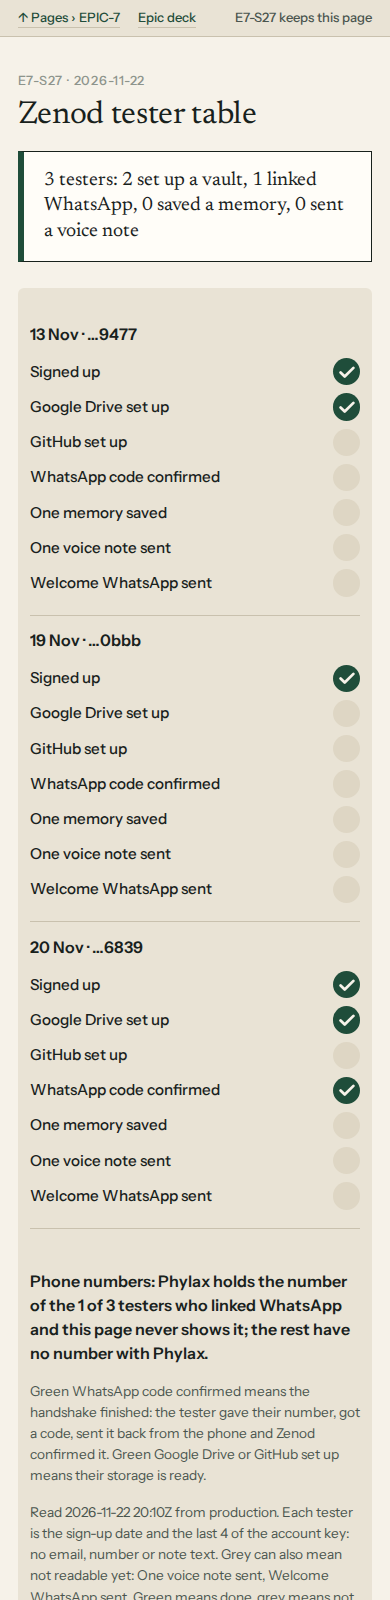 ↑ Pages › EPIC-7 Epic deck E7-S27 keeps this page
E7-S27 · 2026-11-22
Zenod tester table
3 testers: 2 set up a vault, 1 linked
WhatsApp, 0 saved a memory, 0 sent
a voice note
13 Nov · …9477
Signed up
Google Drive set up
GitHub set up
WhatsApp code confirmed
One memory saved
One voice note sent
Welcome WhatsApp sent
19 Nov · …0bbb
Signed up
Google Drive set up
GitHub set up
WhatsApp code confirmed
One memory saved
One voice note sent
Welcome WhatsApp sent
20 Nov · …6839
Signed up
Google Drive set up
GitHub set up
WhatsApp code confirmed
One memory saved
One voice note sent
Welcome WhatsApp sent
Phone numbers: Phylax holds the number
of the 1 of 3 testers who linked WhatsApp
and this page never shows it; the rest have
no number with Phylax.
Green WhatsApp code confirmed means the
handshake finished: the tester gave their number, got
a code, sent it back from the phone and Zenod
confirmed it. Green Google Drive or GitHub set up
means their storage is ready.
Read 2026-11-22 20:10Z from production. Each tester
is the sign-up date and the last 4 of the account key:
no email, number or note text. Grey can also mean
not readable yet: One voice note sent, Welcome
WhatsApp sent. Green means done, grey means not